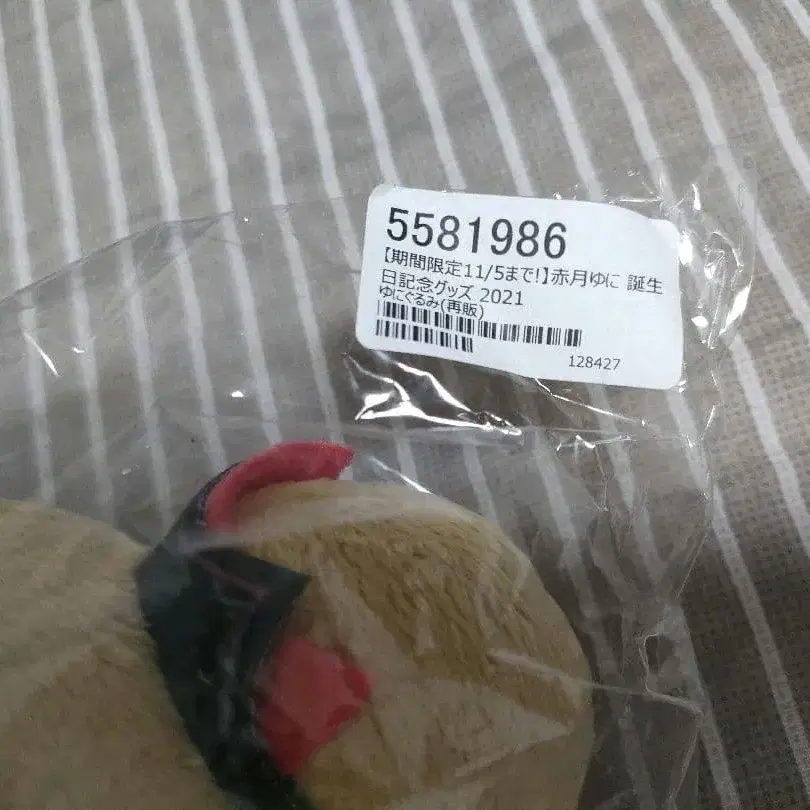 5581986
【期間限定11/5まで!】赤月ゆに 誕生
日記念グッズ 2021
ゆにぐるみ(再販)
128427